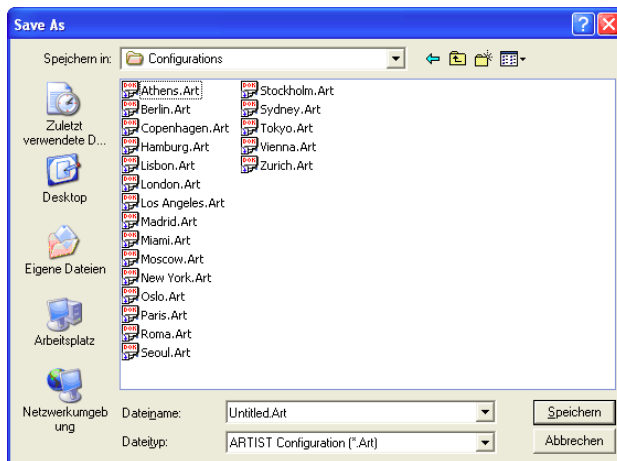 Save As
Speichern in:
Configurations
Zuletzt
verwendete D...
Desktop
Eigene Dateien
Arbeitsplatz
Netzwerkumgeb
ung
Athens.Art
Berlin.Art
Copenhagen.Art
Hamburg.Art
Lisbon.Art
London.Art
Los Angeles.Art
Madrid.Art
Miami.Art
Moscow.Art
New York.Art
Oslo.Art
Paris.Art
Roma.Art
Seoul.Art
Stockholm.Art
Sydney.Art
Tokyo.Art
Vienna.Art
Zurich.Art
Dateiname:
Untitled.Art
Speichern
Dateityp:
ARTIST Configuration (*.Art)
Abbrechen